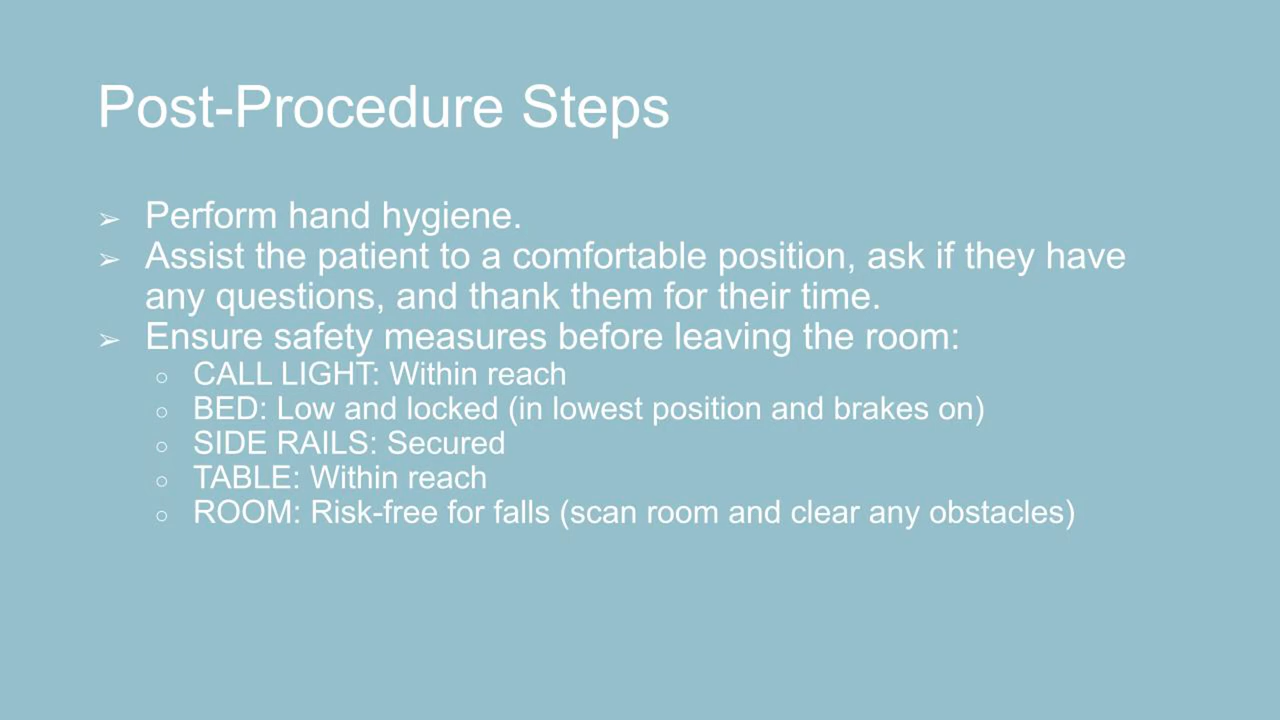 Post-Procedure Steps
➢ Perform hand hygiene.
➢ Assist the patient to a comfortable position, ask if they have
any questions, and thank them for their time.
➢ Ensure safety measures before leaving the room:
○ CALL LIGHT: Within reach
○ BED: Low and locked (in lowest position and brakes on)
○ SIDE RAILS: Secured
○ TABLE: Within reach
○ ROOM: Risk-free for falls (scan room and clear any obstacles)